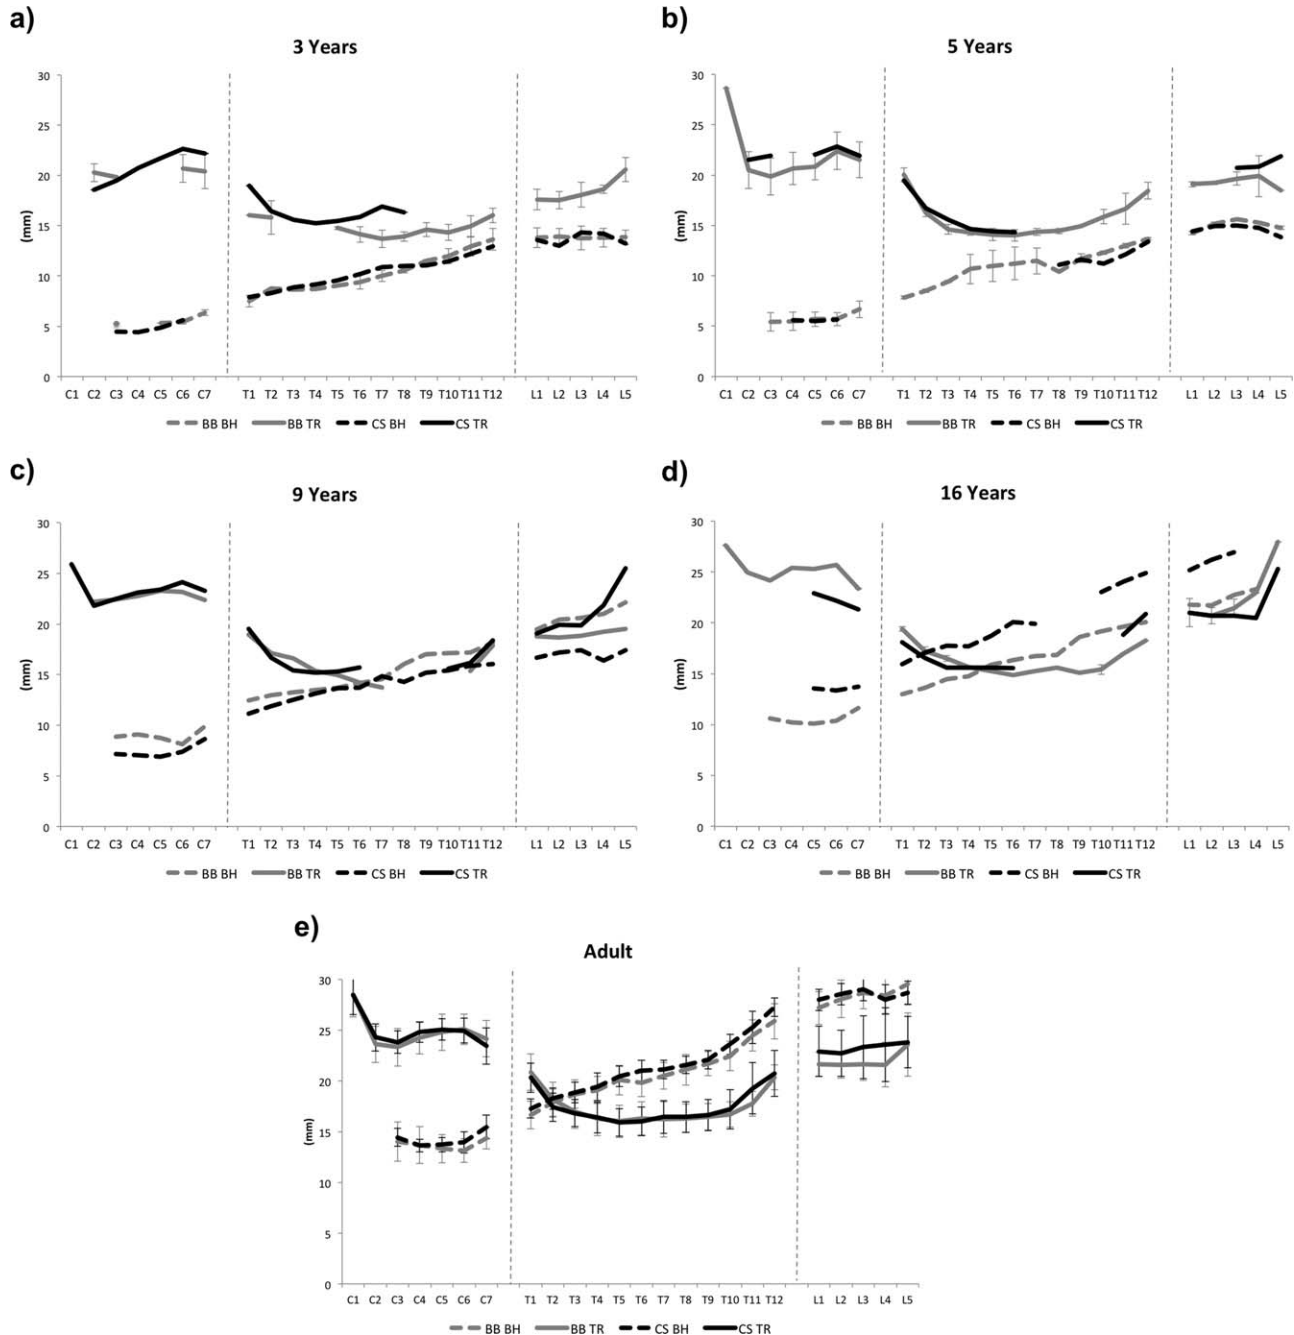 a)
3 Years
30
25
20
15
10
5
0
(mm)
C1 C2 C3 C4 C5 C6 C7 T1 T2 T3 T4 T5 T6 T7 T8 T9 T10 T11 T12 L1 L2 L3 L4 L5
BB BH BB TR CS BH CS TR
b)
5 Years
30
25
20
15
10
5
0
(mm)
C1 C2 C3 C4 C5 C6 C7 T1 T2 T3 T4 T5 T6 T7 T8 T9 T10 T11 T12 L1 L2 L3 L4 L5
BB BH BB TR CS BH CS TR
c)
9 Years
30
25
20
15
10
5
0
(mm)
C1 C2 C3 C4 C5 C6 C7 T1 T2 T3 T4 T5 T6 T7 T8 T9 T10 T11 T12 L1 L2 L3 L4 L5
BB BH BB TR CS BH CS TR
d)
16 Years
30
25
20
15
10
5
0
(mm)
C1 C2 C3 C4 C5 C6 C7 T1 T2 T3 T4 T5 T6 T7 T8 T9 T10 T11 T12 L1 L2 L3 L4 L5
BB BH BB TR CS BH CS TR
e)
Adult
30
25
20
15
10
5
0
(mm)
C1 C2 C3 C4 C5 C6 C7 T1 T2 T3 T4 T5 T6 T7 T8 T9 T10 T11 T12 L1 L2 L3 L4 L5
BB BH BB TR CS BH CS TR